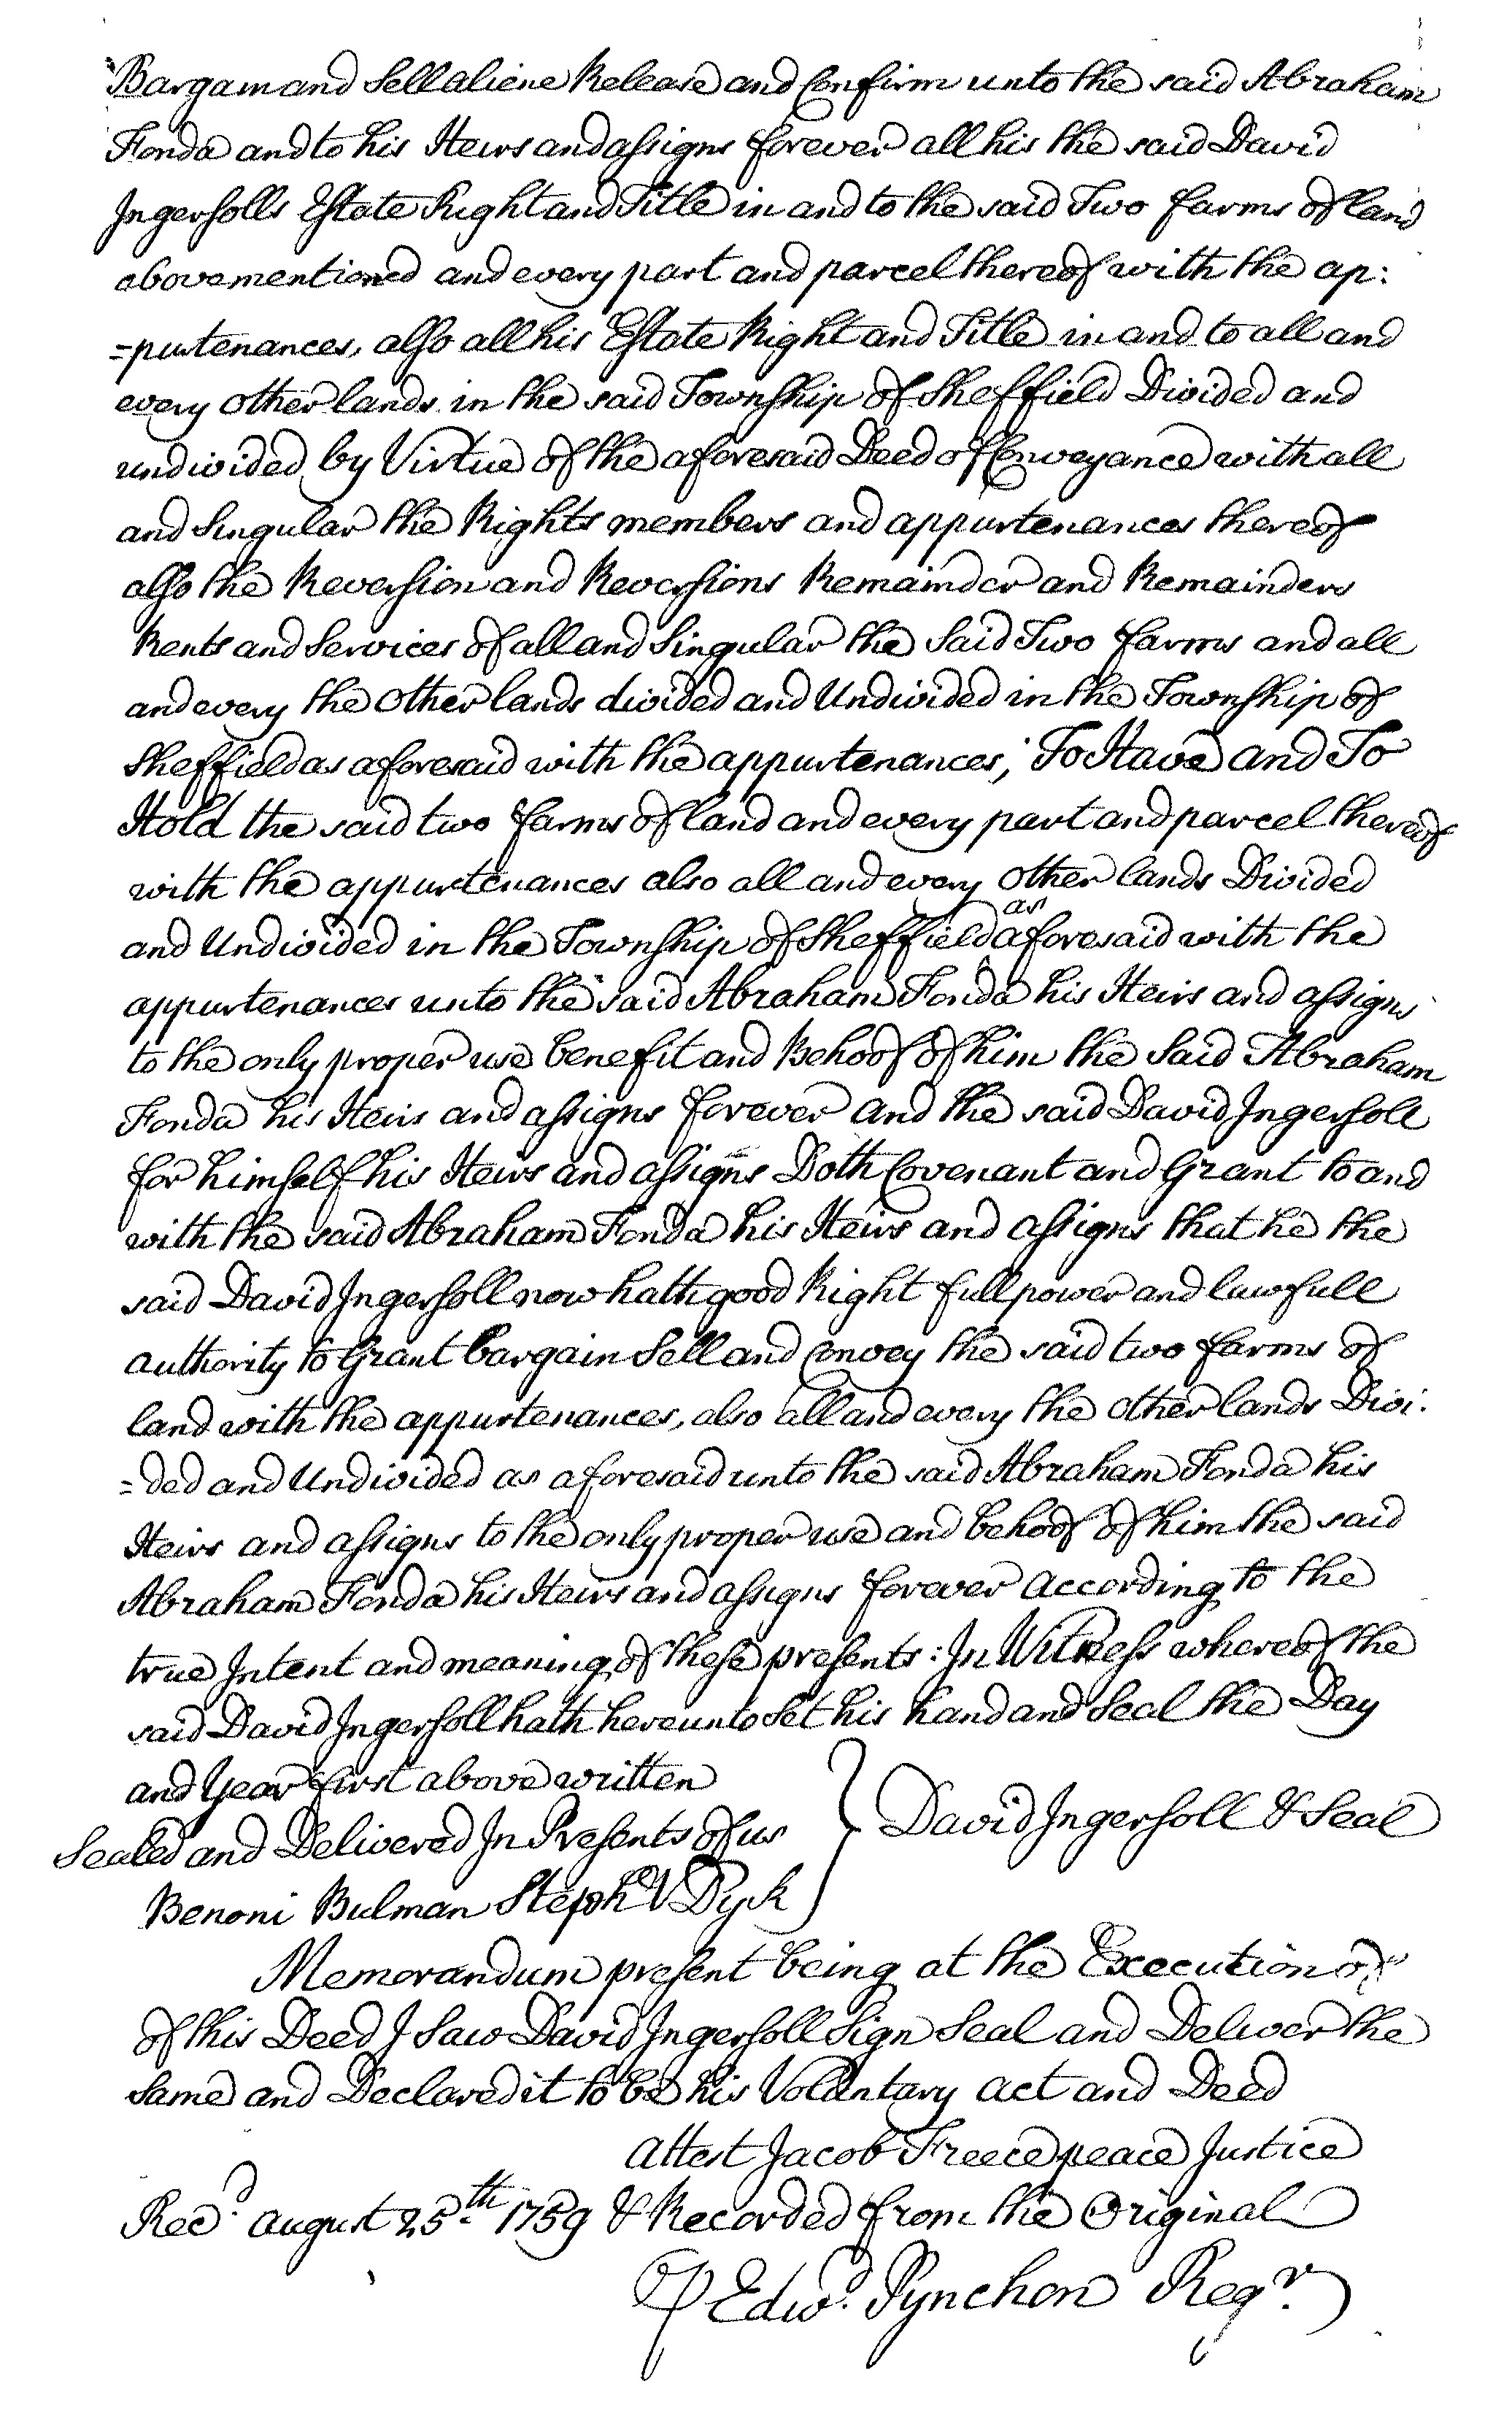 Bargain and Sell aliene Release and Confirm unto the said Abraham
Fonda and to his Heirs and assigns forever all his the said David
Ingersolls Estate Right and Title in and to the said Two farms of land
abovementioned and every part and parcel thereof with the ap:
=purtenances, also all his Estate Right and Title in and to all and
every other lands in the said Township of Sheffield Divided and
undivided by Virtue of the aforesaid Deed of Conveyance with all
and Singular the Rights members and appurtenances thereof
also the Reversion and Reversions Remainder and Remainders
Rents and Services of all and Singular the Said Two farms and all
and every the other lands divided and Undivided in the Township of
Sheffield as aforesaid with the appurtenances; To Have and To
Hold the said two farms of land and every part and parcel thereof
with the appurtenances also all and every other lands Divided
and Undivided in the Township of Sheffield as aforesaid with the
appurtenances unto the said Abraham Fonda his Heirs and assigns
to the only proper use benefit and Behoof of him the Said Abraham
Fonda his Heirs and assigns forever and the said David Ingersoll
for himself his Heirs and assigns Doth Covenant and Grant to and
with the said Abraham Fonda his Heirs and assigns that he the
said David Ingersoll now hath good Right full power and lawfull
authority to Grant bargain Sell and Convey the said two farms of
land with the appurtenances, also all and every the other lands Divi:
=ded and Undivided as aforesaid unto the said Abraham Fonda his
Heirs and assigns to the only proper use and behoof of him the said
Abraham Fonda his Heirs and assigns forever according to the
true Intent and meaning of these presents: In Witness whereof the
said David Ingersoll hath hereunto set his hand and Seal the Day
and Year first above written
Sealed and Delivered In Presents of us } David Ingersoll & Seal
Benoni Bulman Steph V Dyck
Memorandum present being at the Execution of
of this Deed I Saw David Ingersoll Sign Seal and Deliver the
Same and Declared it to be his Voluntary act and Deed
Attest Jacob Freece peace Justice
Recd. August 25th 1759 & Recorded from the Original
P Edwd. Pynchon Regr.